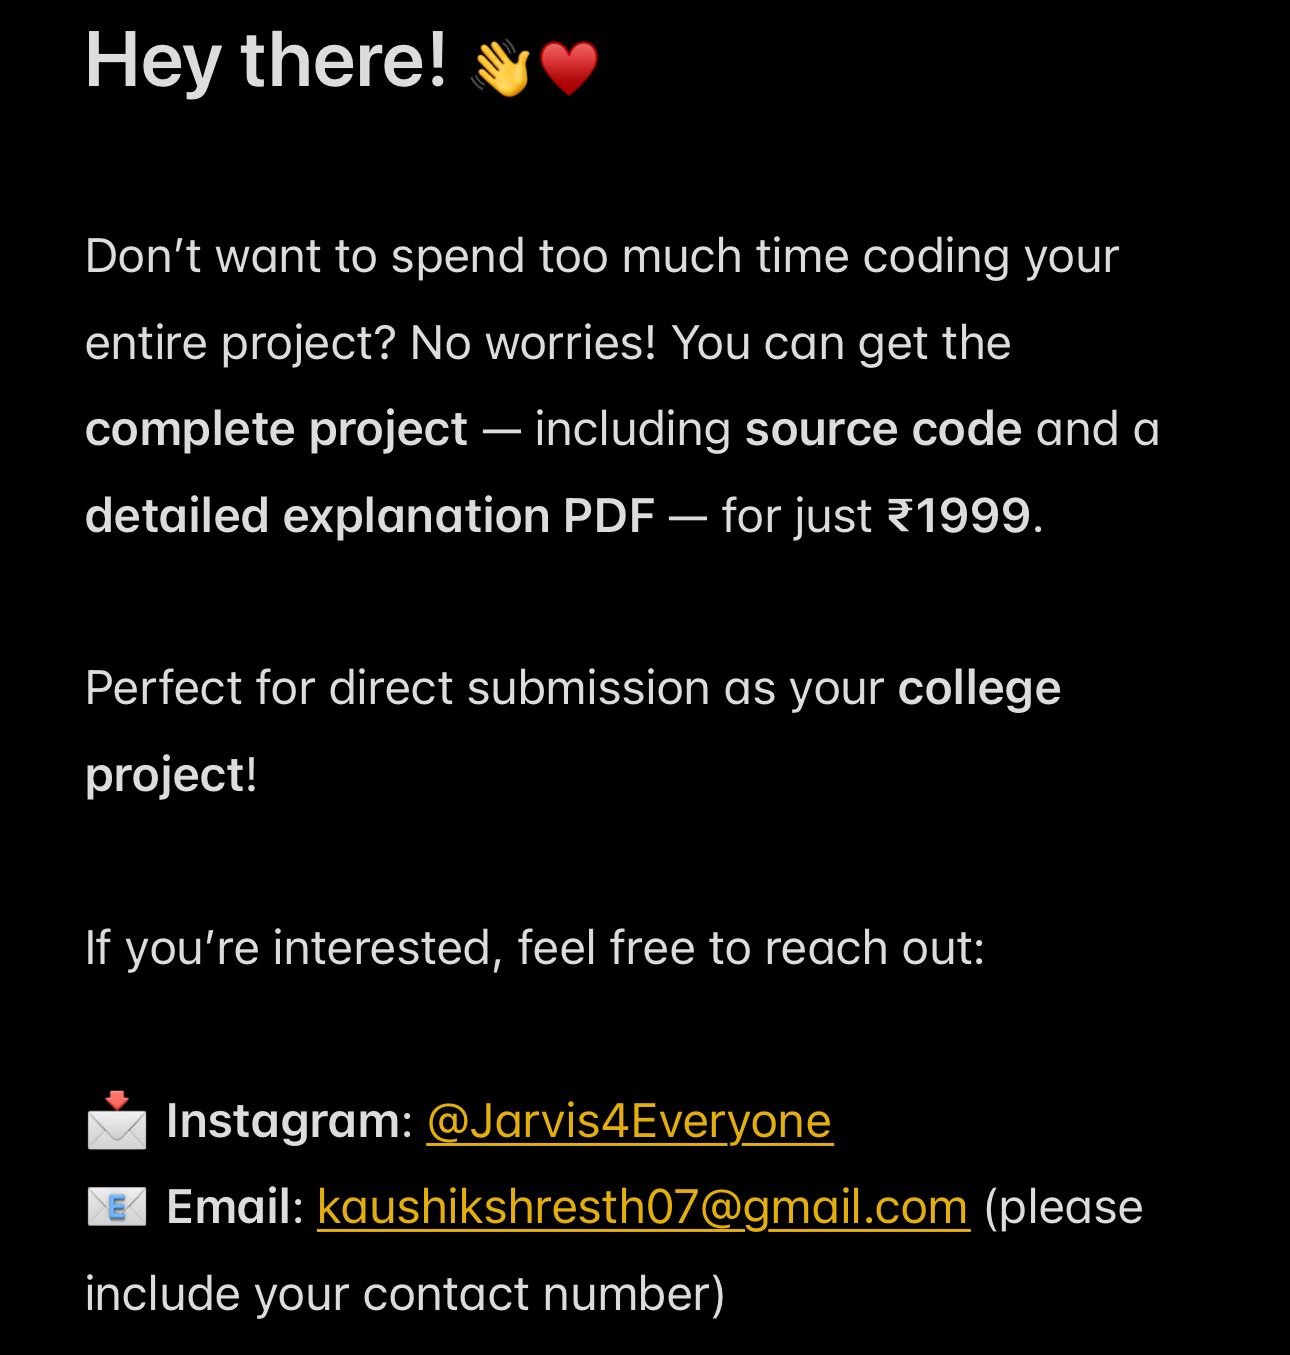 Hey there! 👋♥️
Don’t want to spend too much time coding your
entire project? No worries! You can get the
complete project — including source code and a
detailed explanation PDF — for just ₹1999.
Perfect for direct submission as your college
project!
If you’re interested, feel free to reach out:
📩 Instagram: @Jarvis4Everyone
📧 Email: kaushikshresth07@gmail.com (please
include your contact number)